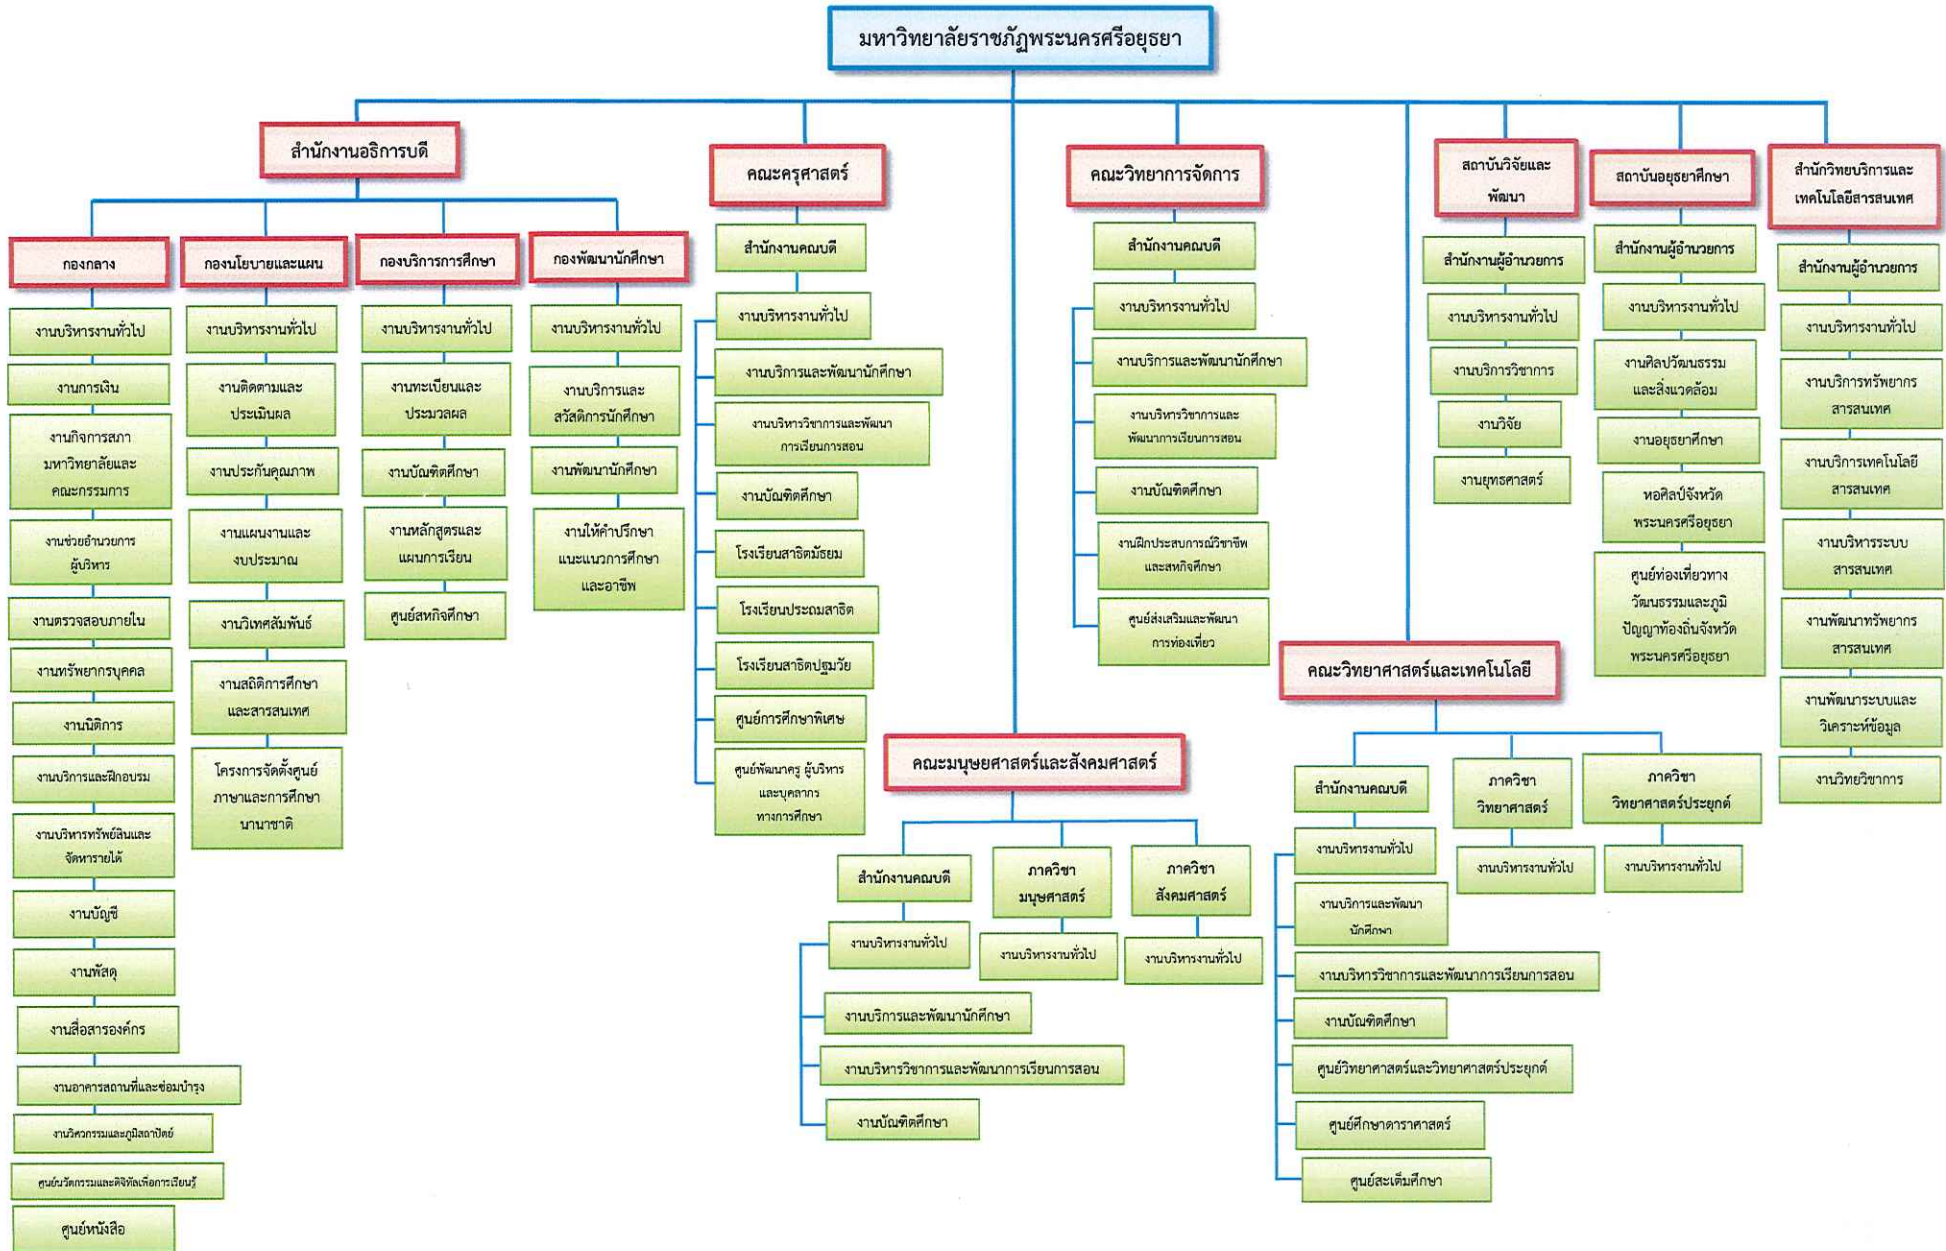 มหาวิทยาลัยราชภัฏพระนครศรีอยุธยา
สำนักงานอธิการบดี
กองกลาง
งานบริหารงานทั่วไป
งานการเงิน
งานกิจการสภา
มหาวิทยาลัยและ
คณะกรรมการ
งานช่วยอำนวยการ
ผู้บริหาร
งานตรวจสอบภายใน
งานทรัพยากรบุคคล
งานนิติการ
งานบริการและฝึกอบรม
งานบริหารทรัพย์สินและ
จัดหารายได้
งานบัญชี
งานพัสดุ
งานสื่อสารองค์กร
งานอาคารสถานที่และซ่อมบำรุง
งานวิศวกรรมและภูมิสถาปัตย์
ศูนย์นวัตกรรมและดิจิทัลเพื่อการเรียนรู้
ศูนย์หนังสือ
กองนโยบายและแผน
งานบริหารงานทั่วไป
งานติดตามและ
ประเมินผล
งานประกันคุณภาพ
งานแผนงานและ
งบประมาณ
งานวิเทศสัมพันธ์
งานสถิติการศึกษา
และสารสนเทศ
โครงการจัดตั้งศูนย์
ภาษาและการศึกษา
นานาชาติ
กองบริการการศึกษา
งานบริหารงานทั่วไป
งานทะเบียนและ
ประมวลผล
งานบัณฑิตศึกษา
งานหลักสูตรและ
แผนการเรียน
ศูนย์สหกิจศึกษา
กองพัฒนานักศึกษา
งานบริหารงานทั่วไป
งานบริการและ
สวัสดิการนักศึกษา
งานพัฒนานักศึกษา
งานให้คำปรึกษา
แนะแนวการศึกษา
และอาชีพ
คณะครุศาสตร์
สำนักงานคณบดี
งานบริหารงานทั่วไป
งานบริการและพัฒนานักศึกษา
งานบริหารวิชาการและพัฒนา
การเรียนการสอน
งานบัณฑิตศึกษา
โรงเรียนสาธิตมัธยม
โรงเรียนประถมสาธิต
โรงเรียนสาธิตปฐมวัย
ศูนย์การศึกษาพิเศษ
ศูนย์พัฒนาครู ผู้บริหาร
และบุคลากร
ทางการศึกษา
คณะมนุษยศาสตร์และสังคมศาสตร์
สำนักงานคณบดี
งานบริหารงานทั่วไป
งานบริการและพัฒนานักศึกษา
งานบริหารวิชาการและพัฒนาการเรียนการสอน
งานบัณฑิตศึกษา
ภาควิชา
มนุษศาสตร์
งานบริหารงานทั่วไป
ภาควิชา
สังคมศาสตร์
งานบริหารงานทั่วไป
คณะวิทยาการจัดการ
สำนักงานคณบดี
งานบริหารงานทั่วไป
งานบริการและพัฒนานักศึกษา
งานบริหารวิชาการและ
พัฒนาการเรียนการสอน
งานบัณฑิตศึกษา
งานฝึกประสบการณ์วิชาชีพ
และสหกิจศึกษา
ศูนย์ส่งเสริมและพัฒนา
การท่องเที่ยว
คณะวิทยาศาสตร์และเทคโนโลยี
สำนักงานคณบดี
งานบริหารงานทั่วไป
งานบริการและพัฒนา
นักศึกษา
งานบริหารวิชาการและพัฒนาการเรียนการสอน
งานบัณฑิตศึกษา
ศูนย์วิทยาศาสตร์และวิทยาศาสตร์ประยุกต์
ศูนย์ศึกษาดาราศาสตร์
ศูนย์สะเต็มศึกษา
ภาควิชา
วิทยาศาสตร์
งานบริหารงานทั่วไป
ภาควิชา
วิทยาศาสตร์ประยุกต์
งานบริหารงานทั่วไป
สถาบันวิจัยและ
พัฒนา
สำนักงานผู้อำนวยการ
งานบริหารงานทั่วไป
งานบริการวิชาการ
งานวิจัย
งานยุทธศาสตร์
สถาบันอยุธยาศึกษา
สำนักงานผู้อำนวยการ
งานบริหารงานทั่วไป
งานศิลปวัฒนธรรม
และสิ่งแวดล้อม
งานอยุธยาศึกษา
หอศิลป์จังหวัด
พระนครศรีอยุธยา
ศูนย์ท่องเที่ยวทาง
วัฒนธรรมและภูมิ
ปัญญาท้องถิ่นจังหวัด
พระนครศรีอยุธยา
สำนักวิทยบริการและ
เทคโนโลยีสารสนเทศ
สำนักงานผู้อำนวยการ
งานบริหารงานทั่วไป
งานบริการทรัพยากร
สารสนเทศ
งานบริการเทคโนโลยี
สารสนเทศ
งานบริหารระบบ
สารสนเทศ
งานพัฒนาทรัพยากร
สารสนเทศ
งานพัฒนาระบบและ
วิเคราะห์ข้อมูล
งานวิทยวิชาการ